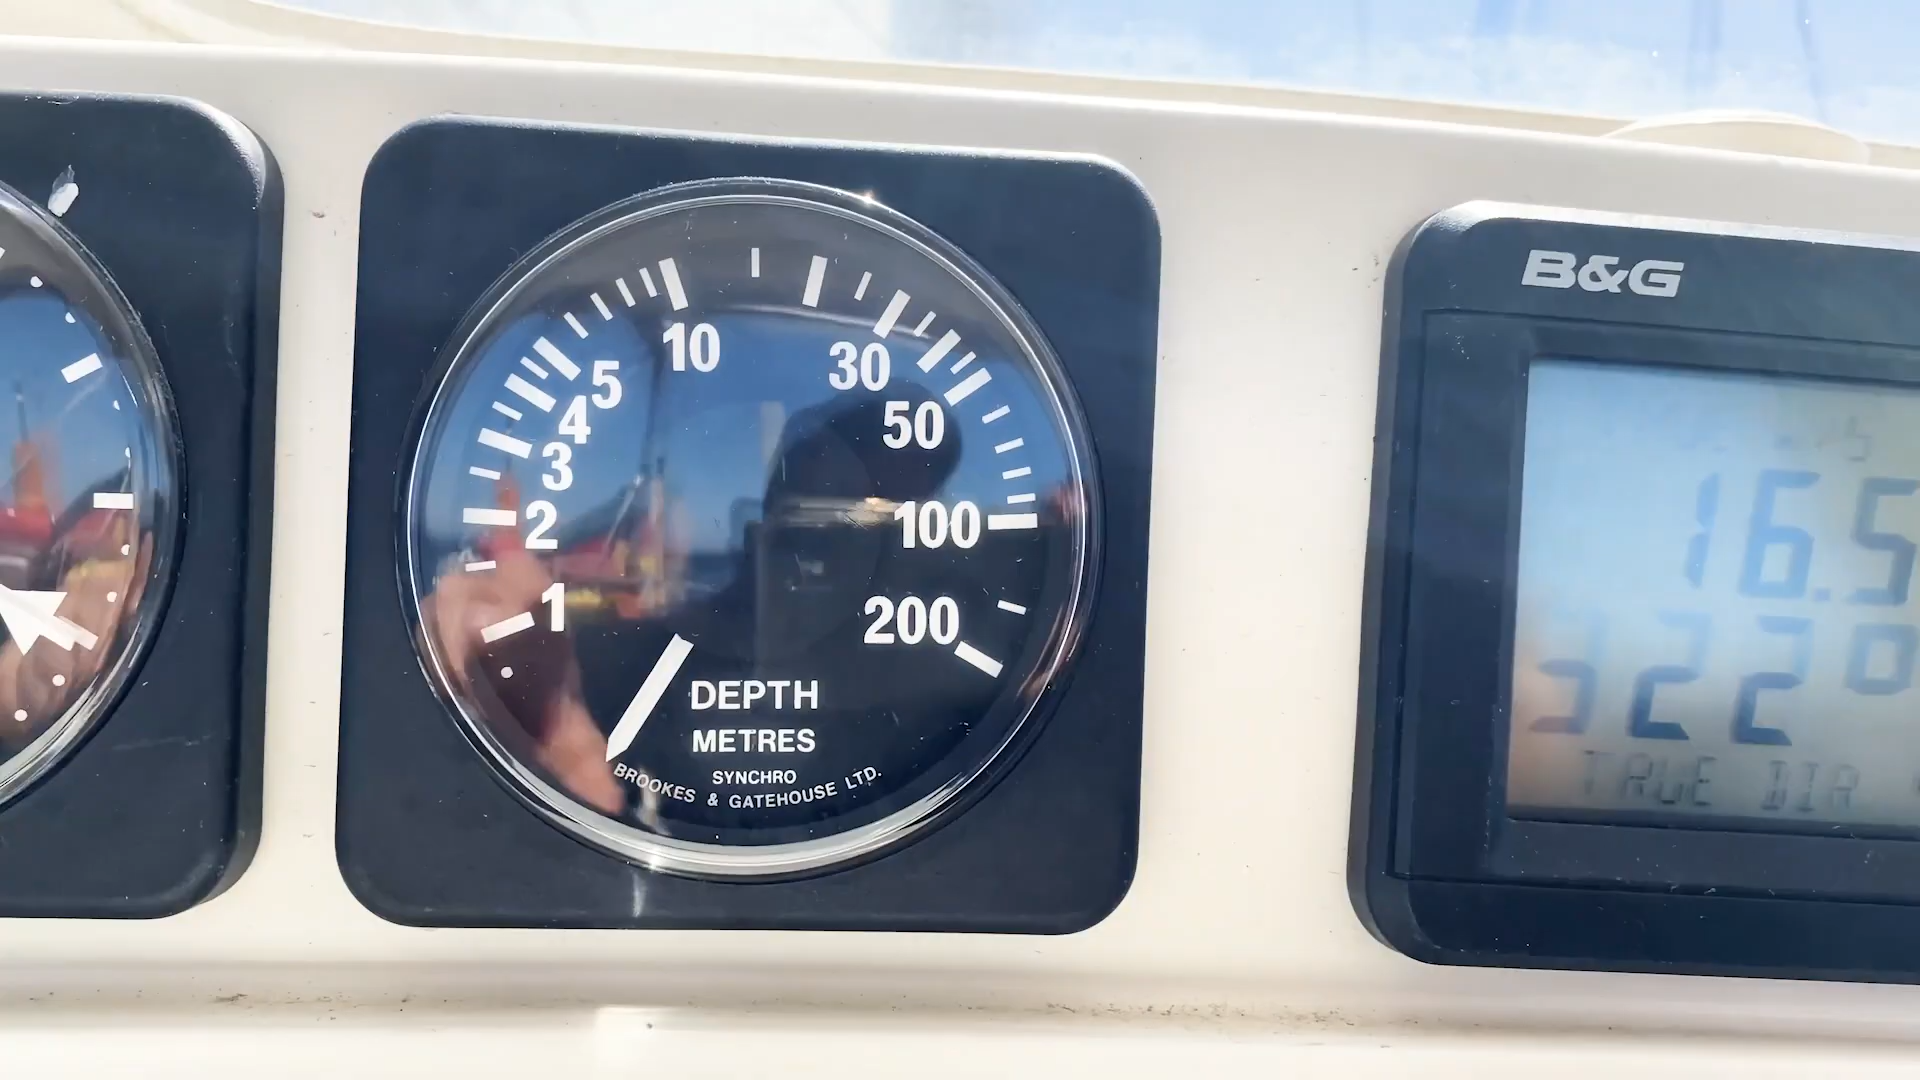 10
5
4
3
2
1
30
50
100
200
DEPTH
METRES
SYNCHRO
BROOKES & GATEHOUSE LTD.
B&G
16.5
TRUE DIR